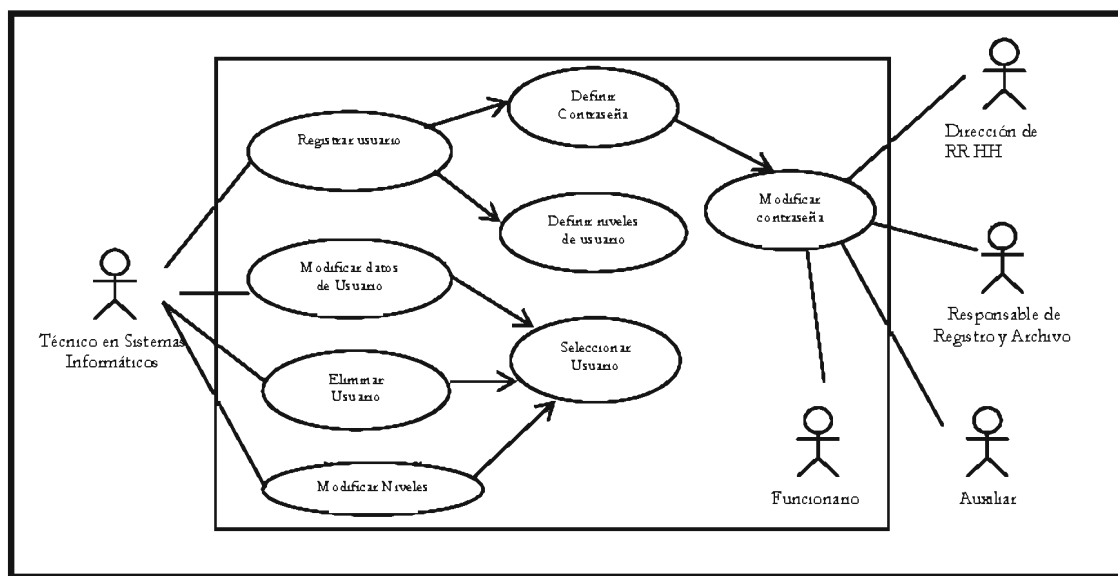 Definir
Contraseña
Registrar usuario
Dirección de
RR HH
Modificar
contraseña
Definir niveles
de usuario
Modificar datos
de Usuario
Responsable de
Registro y Archivo
Técnico en Sistemas
Informáticos
Seleccionar
Usuario
Eliminar
Usuario
Modificar Niveles
Funcionario
Auxiliar